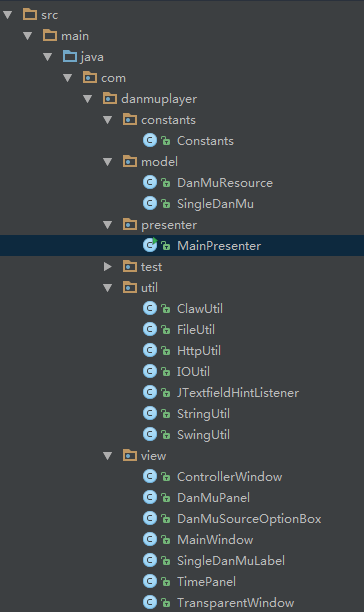 src
main
java
com
danmuplayer
constants
Constants
model
DanMuResource
SingleDanMu
presenter
MainPresenter
test
util
ClawUtil
FileUtil
HttpUtil
IOUtil
JTextfieldHintListener
StringUtil
SwingUtil
view
ControllerWindow
DanMuPanel
DanMuSourceOptionBox
MainWindow
SingleDanMuLabel
TimePanel
TransparentWindow